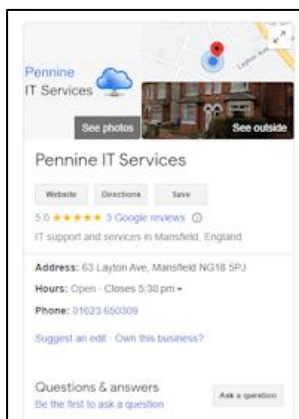 Layton Ave
Pennine
IT Services
See photos
See outside
Pennine IT Services
Website
Directions
Save
5.0 ★★★★★ 3 Google reviews
IT support and services in Mansfield, England
Address: 63 Layton Ave, Mansfield NG18 5PJ
Hours: Open · Closes 5:30 pm
Phone: 01623 650309
Suggest an edit · Own this business?
Questions & answers
Be the first to ask a question
Ask a question